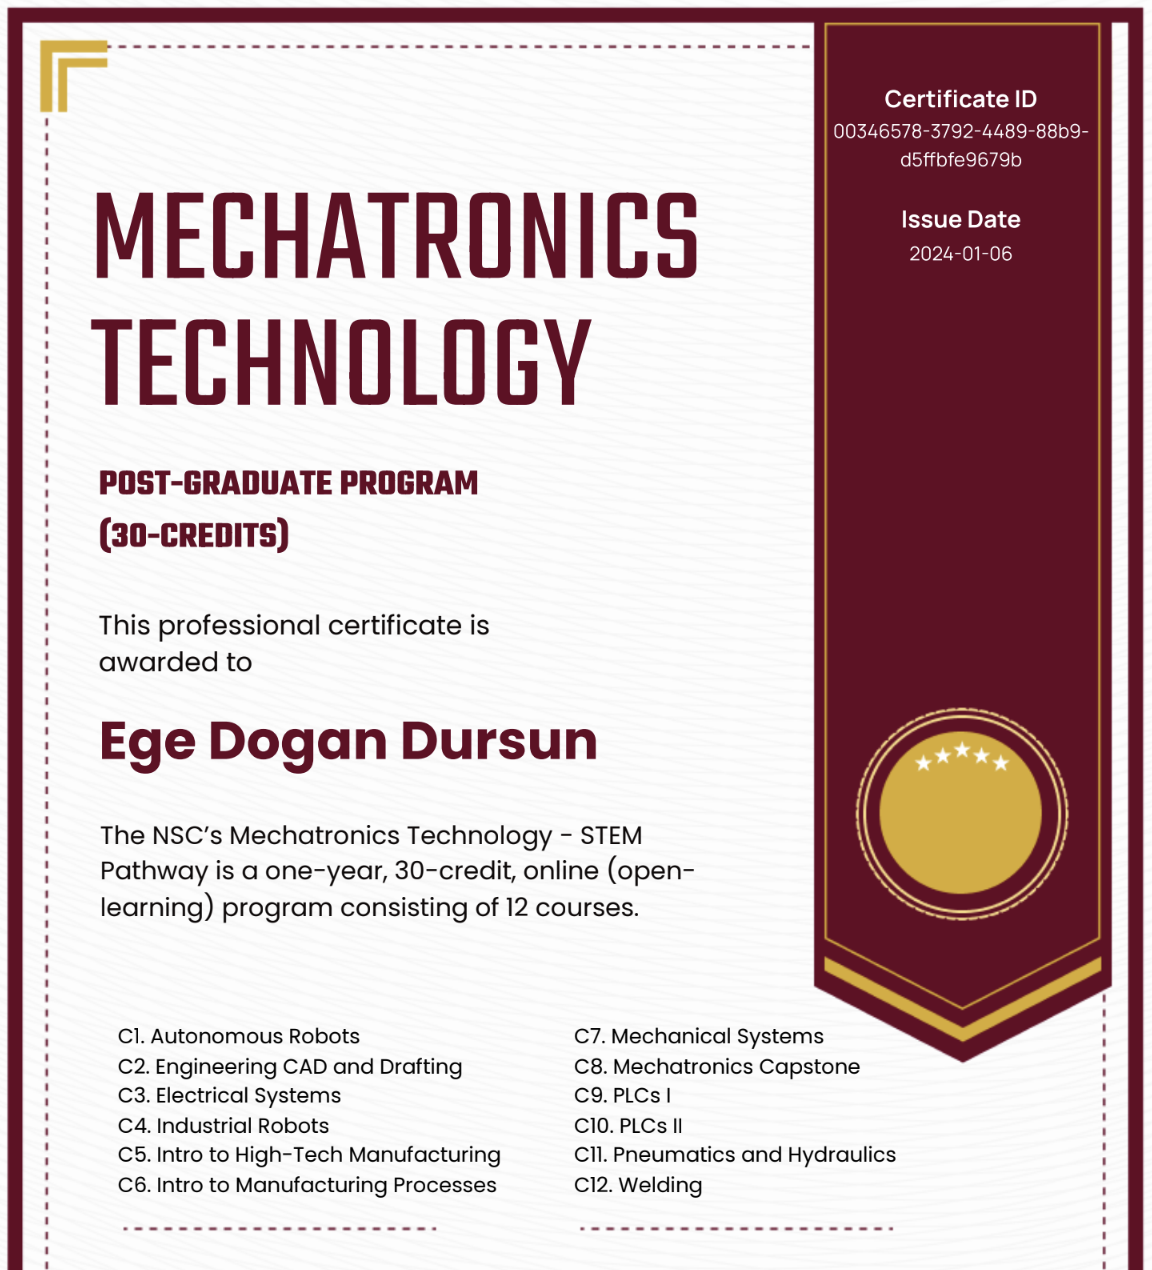 Certificate ID
00346578-3792-4489-88b9-
d5ffbfe9679b
Issue Date
2024-01-06
MECHATRONICS
TECHNOLOGY
POST-GRADUATE PROGRAM
(30-CREDITS)
This professional certificate is
awarded to
Ege Dogan Dursun
The NSC’s Mechatronics Technology - STEM
Pathway is a one-year, 30-credit, online (open-
learning) program consisting of 12 courses.
C1. Autonomous Robots
C2. Engineering CAD and Drafting
C3. Electrical Systems
C4. Industrial Robots
C5. Intro to High-Tech Manufacturing
C6. Intro to Manufacturing Processes
C7. Mechanical Systems
C8. Mechatronics Capstone
C9. PLCs I
C10. PLCs II
C11. Pneumatics and Hydraulics
C12. Welding